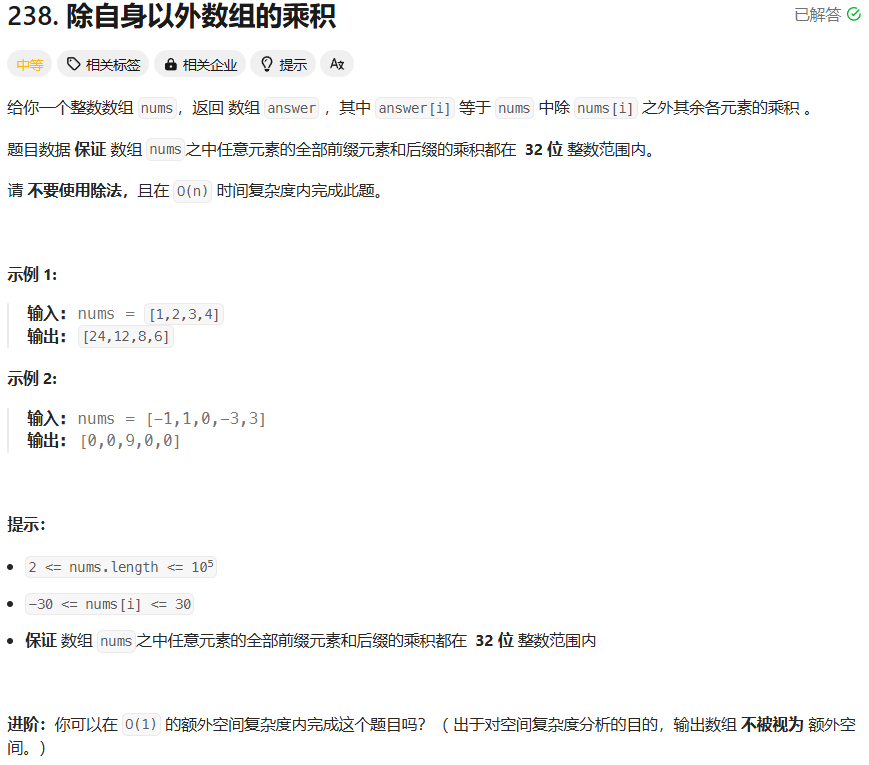 238. 除自身以外数组的乘积
已解答
中等 相关标签 相关企业 提示 AX
给你一个整数数组 nums，返回 数组 answer ，其中 answer[i] 等于 nums 中除 nums[i] 之外其余各元素的乘积 。
题目数据 保证 数组 nums之中任意元素的全部前缀元素和后缀的乘积都在 32 位 整数范围内。
请 不要使用除法，且在 O(n) 时间复杂度内完成此题。
示例 1:
输入: nums = [1,2,3,4]
输出: [24,12,8,6]
示例 2:
输入: nums = [-1,1,0,-3,3]
输出: [0,0,9,0,0]
提示：
2 <= nums.length <= 10⁵
-30 <= nums[i] <= 30
保证 数组 nums之中任意元素的全部前缀元素和后缀的乘积都在 32 位 整数范围内
进阶：你可以在 O(1) 的额外空间复杂度内完成这个题目吗？（ 出于对空间复杂度分析的目的，输出数组 不被视为 额外空
间。）